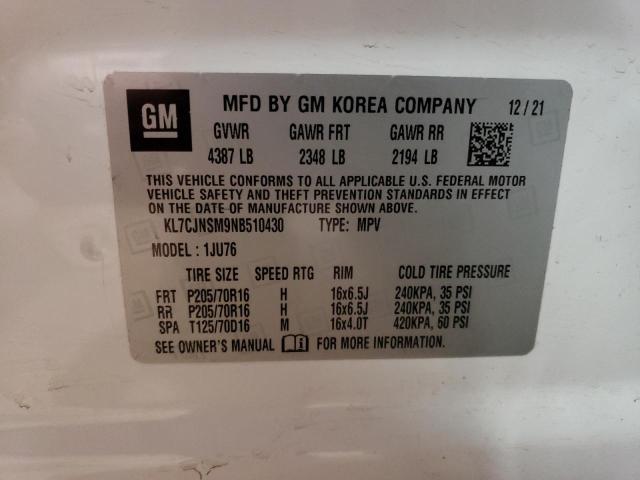 GM MFD BY GM KOREA COMPANY 12/21
GVWR GAWR FRT GAWR RR
4387 LB 2348 LB 2194 LB
THIS VEHICLE CONFORMS TO ALL APPLICABLE U.S. FEDERAL MOTOR
VEHICLE SAFETY AND THEFT PREVENTION STANDARDS IN EFFECT
ON THE DATE OF MANUFACTURE SHOWN ABOVE.
KL7CJNSM9NB510430 TYPE: MPV
MODEL: 1JU76
TIRE SIZE SPEED RTG RIM COLD TIRE PRESSURE
FRT P205/70R16 H 16x6.5J 240KPA, 35 PSI
RR P205/70R16 H 16x6.5J 240KPA, 35 PSI
SPA T125/70D16 M 16x4.0T 420KPA, 60 PSI
SEE OWNER'S MANUAL FOR MORE INFORMATION.